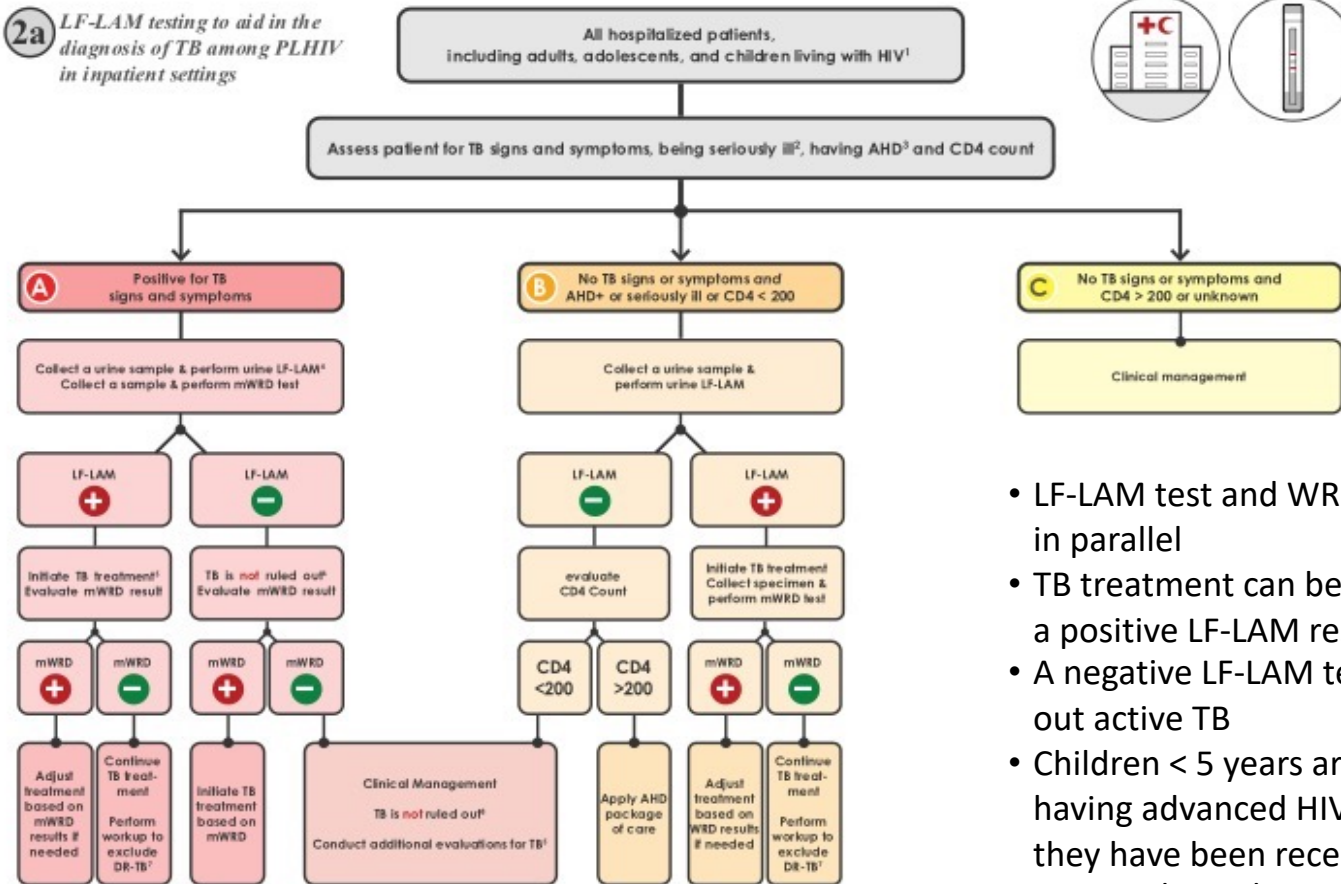 2a
LF-LAM testing to aid in the
diagnosis of TB among PLHIV
in inpatient settings
All hospitalized patients,
including adults, adolescents, and children living with HIV¹
Assess patient for TB signs and symptoms, being seriously ill², having AHD³ and CD4 count
A
Positive for TB
signs and symptoms
Collect a urine sample & perform urine LF-LAM⁴
Collect a sample & perform mWRD test
LF-LAM
+
LF-LAM
−
Initiate TB treatment⁵
Evaluate mWRD result
TB is not ruled out⁶
Evaluate mWRD result
mWRD
+
mWRD
−
mWRD
+
mWRD
−
Adjust
treatment
based on
mWRD
results if
needed
Continue
TB treat-
ment
Perform
workup to
exclude
DR-TB⁷
Initiate TB
treatment
based on
mWRD
Clinical Management
TB is not ruled out⁶
Conduct additional evaluations for TB⁸
B
No TB signs or symptoms and
AHD+ or seriously ill or CD4 < 200
Collect a urine sample &
perform urine LF-LAM
LF-LAM
−
LF-LAM
+
evaluate
CD4 Count
Initiate TB treatment
Collect specimen &
perform mWRD test
CD4
<200
CD4
>200
mWRD
+
mWRD
−
Apply AHD
package
of care
Adjust
treatment
based on
WRD results
if needed
Continue
TB treat-
ment
Perform
workup to
exclude
DR-TB⁷
C
No TB signs or symptoms and
CD4 > 200 or unknown
Clinical management
• LF-LAM test and WR
in parallel
• TB treatment can be
a positive LF-LAM re
• A negative LF-LAM te
out active TB
• Children < 5 years ar
having advanced HIV
they have been rece